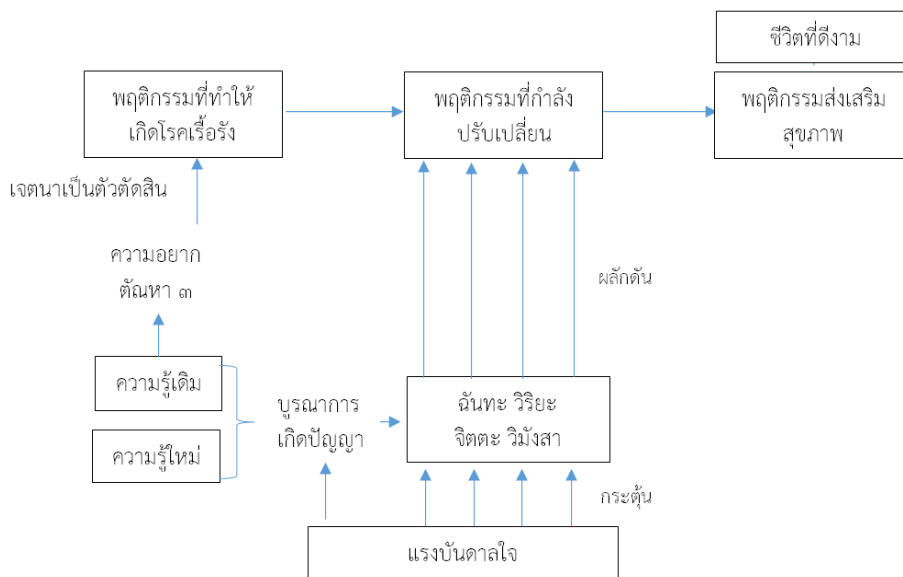 ชีวิตที่ดีงาม
พฤติกรรมที่ทำให้
เกิดโรคเรื้อรัง
พฤติกรรมที่กำลัง
ปรับเปลี่ยน
พฤติกรรมส่งเสริม
สุขภาพ
เจตนาเป็นตัวตัดสิน
ความอยาก
ตัณหา ๓
ผลักดัน
ความรู้เดิม
ความรู้ใหม่
บูรณาการ
เกิดปัญญา
ฉันทะ วิริยะ
จิตตะ วิมังสา
กระตุ้น
แรงบันดาลใจ